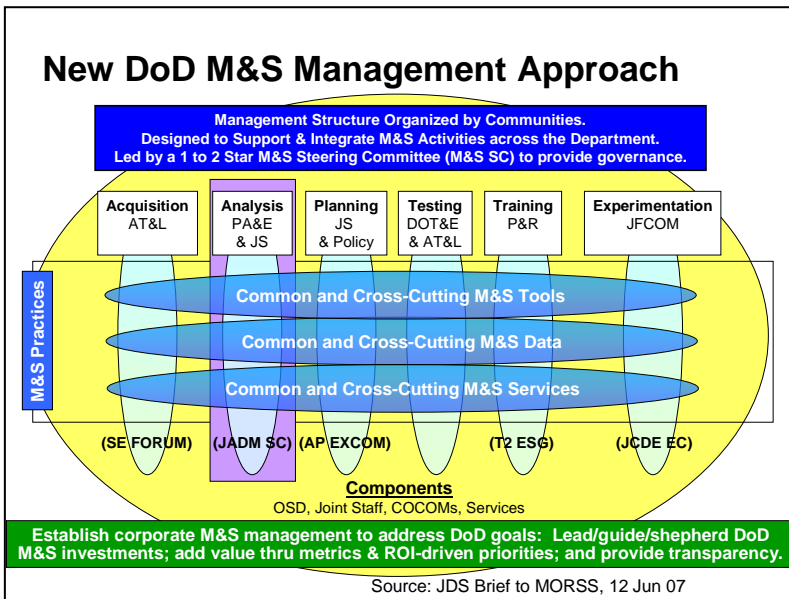 New DoD M&S Management Approach
Management Structure Organized by Communities.
Designed to Support & Integrate M&S Activities across the Department.
Led by a 1 to 2 Star M&S Steering Committee (M&S SC) to provide governance.
Acquisition
AT&L
Analysis
PA&E
& JS
Planning
JS
& Policy
Testing
DOT&E
& AT&L
Training
P&R
Experimentation
JFCOM
M&S Practices
Common and Cross-Cutting M&S Tools
Common and Cross-Cutting M&S Data
Common and Cross-Cutting M&S Services
(SE FORUM)
(JADM SC)
(AP EXCOM)
(T2 ESG)
(JCDE EC)
Components
OSD, Joint Staff, COCOMs, Services
Establish corporate M&S management to address DoD goals: Lead/guide/shepherd DoD
M&S investments; add value thru metrics & ROI-driven priorities; and provide transparency.
Source: JDS Brief to MORSS, 12 Jun 07